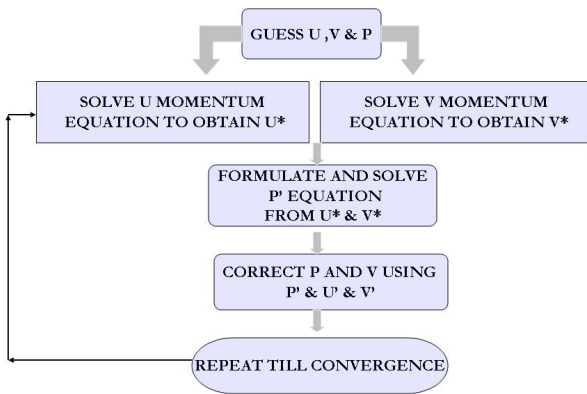 GUESS U ,V & P
SOLVE U MOMENTUM
EQUATION TO OBTAIN U*
SOLVE V MOMENTUM
EQUATION TO OBTAIN V*
FORMULATE AND SOLVE
P' EQUATION
FROM U* & V*
CORRECT P AND V USING
P' & U' & V'
REPEAT TILL CONVERGENCE